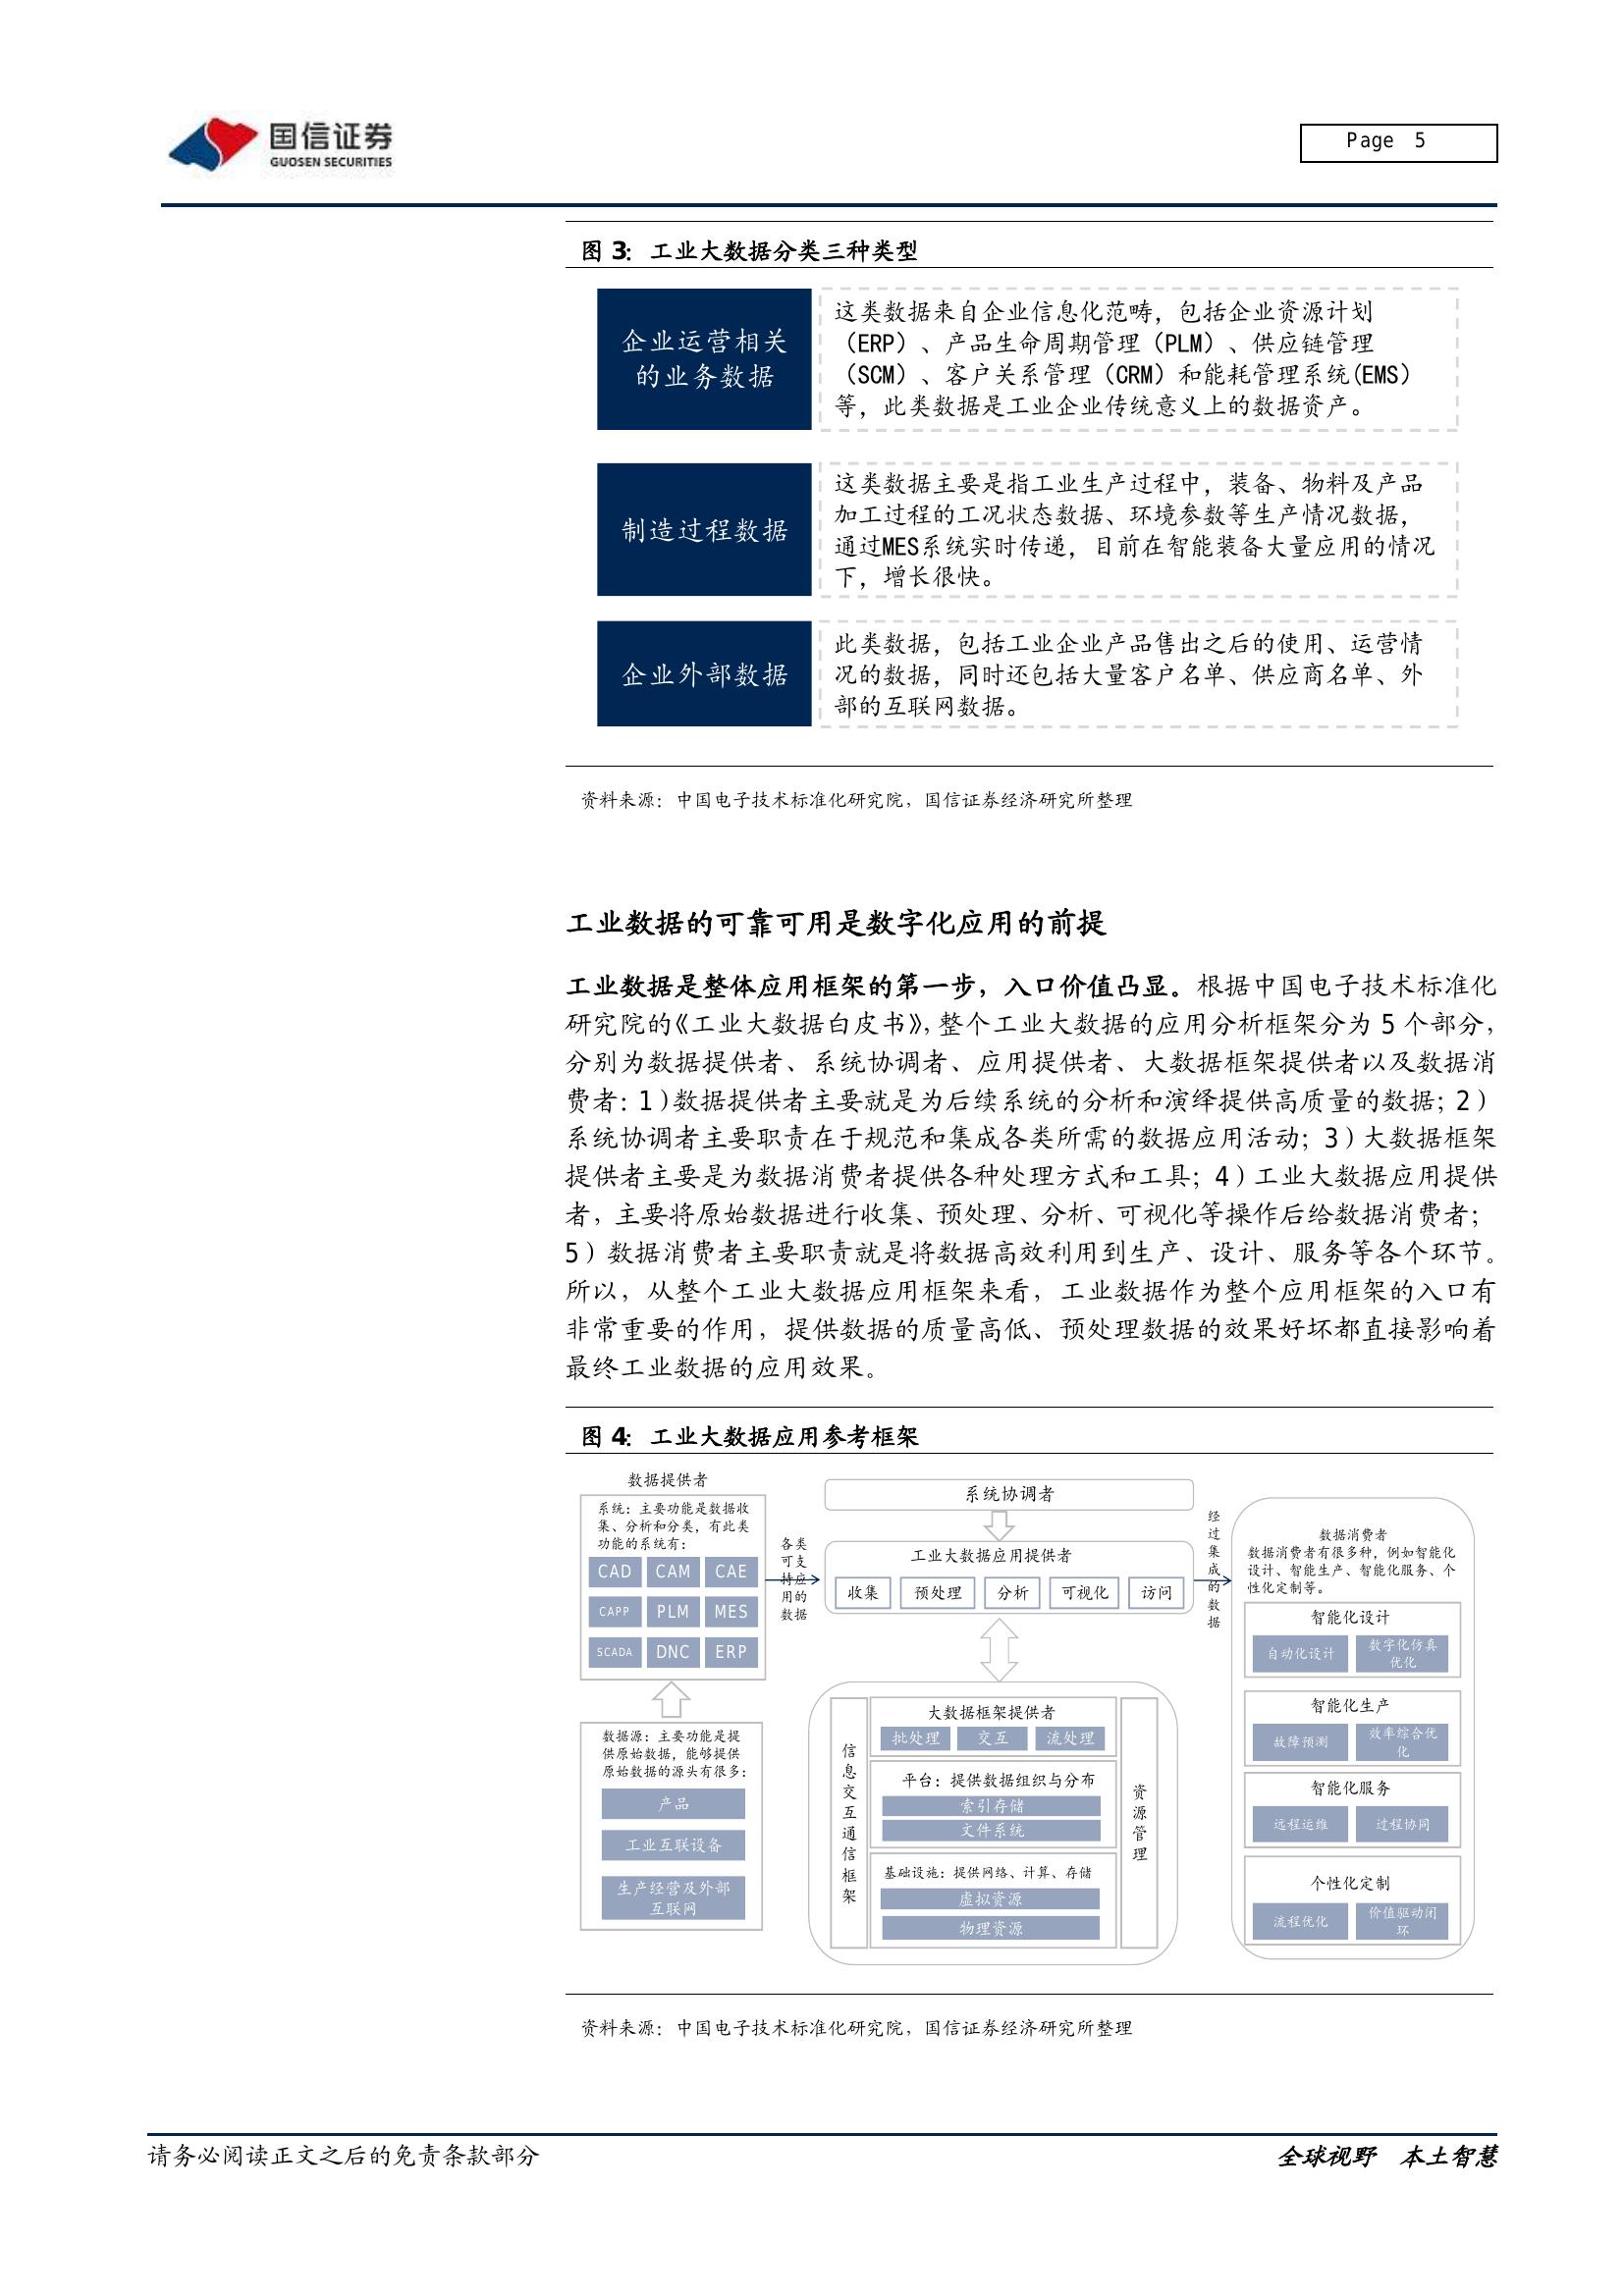 国信证券
GUOSEN SECURITIES
Page 5
图 3: 工业大数据分类三种类型
企业运营相关
的业务数据
这类数据来自企业信息化范畴，包括企业资源计划
（ERP）、产品生命周期管理（PLM）、供应链管理
（SCM）、客户关系管理（CRM）和能耗管理系统(EMS）
等，此类数据是工业企业传统意义上的数据资产。
制造过程数据
这类数据主要是指工业生产过程中，装备、物料及产品
加工过程的工况状态数据、环境参数等生产情况数据，
通过MES系统实时传递，目前在智能装备大量应用的情况
下，增长很快。
企业外部数据
此类数据，包括工业企业产品售出之后的使用、运营情
况的数据，同时还包括大量客户名单、供应商名单、外
部的互联网数据。
资料来源：中国电子技术标准化研究院，国信证券经济研究所整理
工业数据的可靠可用是数字化应用的前提
工业数据是整体应用框架的第一步，入口价值凸显。根据中国电子技术标准化
研究院的《工业大数据白皮书》，整个工业大数据的应用分析框架分为 5 个部分，
分别为数据提供者、系统协调者、应用提供者、大数据框架提供者以及数据消
费者：1）数据提供者主要就是为后续系统的分析和演绎提供高质量的数据；2）
系统协调者主要职责在于规范和集成各类所需的数据应用活动；3）大数据框架
提供者主要是为数据消费者提供各种处理方式和工具；4）工业大数据应用提供
者，主要将原始数据进行收集、预处理、分析、可视化等操作后给数据消费者；
5）数据消费者主要职责就是将数据高效利用到生产、设计、服务等各个环节。
所以，从整个工业大数据应用框架来看，工业数据作为整个应用框架的入口有
非常重要的作用，提供数据的质量高低、预处理数据的效果好坏都直接影响着
最终工业数据的应用效果。
图 4: 工业大数据应用参考框架
数据提供者
系统：主要功能是数据收
集、分析和分类，有此类
功能的系统有：
CAD CAM CAE
CAPP PLM MES
SCADA DNC ERP
数据源：主要功能是提
供原始数据，能够提供
原始数据的源头有很多：
产品
工业互联设备
生产经营及外部
互联网
各类
可支
持应
用的
数据
系统协调者
工业大数据应用提供者
收集 预处理 分析 可视化 访问
信息交互通信框架
大数据框架提供者
批处理 交互 流处理
平台：提供数据组织与分布
索引存储
文件系统
基础设施：提供网络、计算、存储
虚拟资源
物理资源
资源管理
经过集成的数据
数据消费者
数据消费者有很多种，例如智能化
设计、智能生产、智能化服务、个
性化定制等。
智能化设计
自动化设计
数字化仿真
优化
智能化生产
故障预测
效率综合优
化
智能化服务
远程运维 过程协同
个性化定制
流程优化
价值驱动闭
环
资料来源：中国电子技术标准化研究院，国信证券经济研究所整理
请务必阅读正文之后的免责条款部分
全球视野 本土智慧